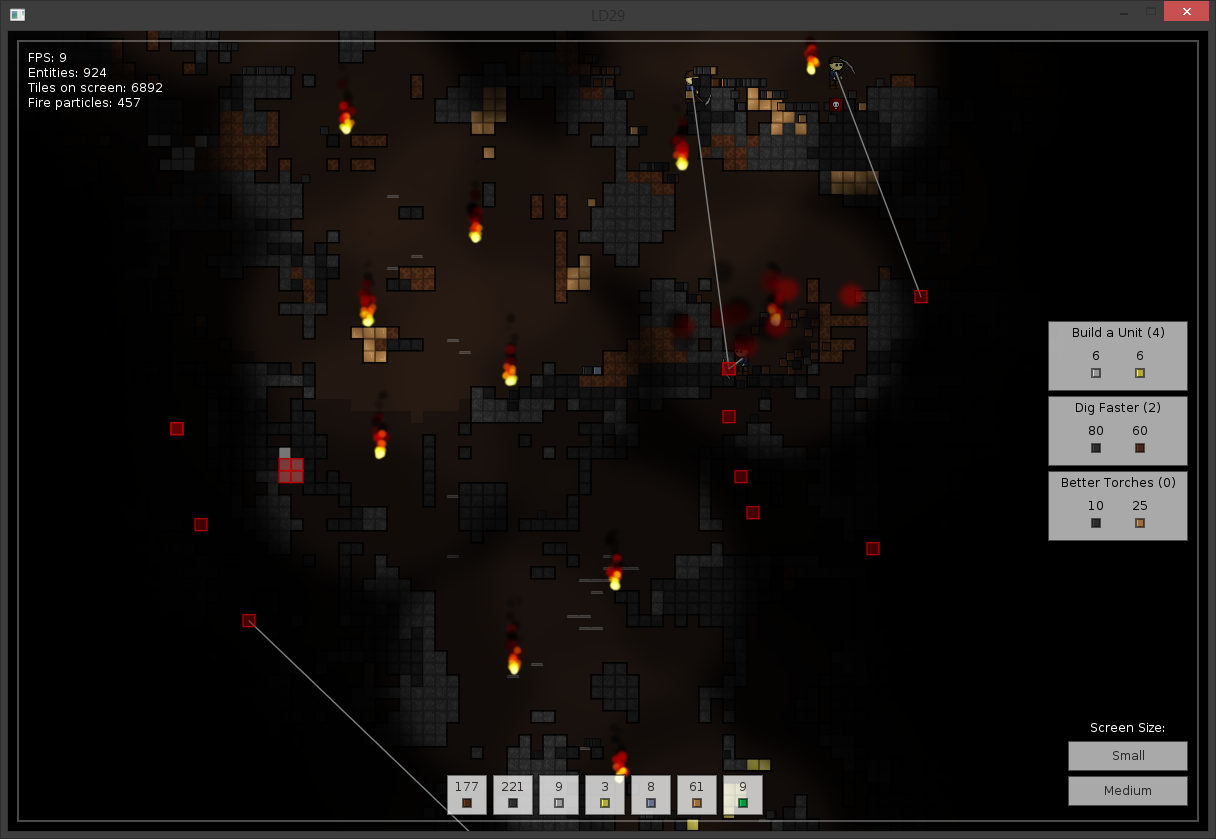 LD29
FPS: 9
Entities: 924
Tiles on screen: 6892
Fire particles: 457
Build a Unit (4)
6 6
Dig Faster (2)
80 60
Better Torches (0)
10 25
Screen Size:
Small
Medium
177 221 9 3 8 61 9